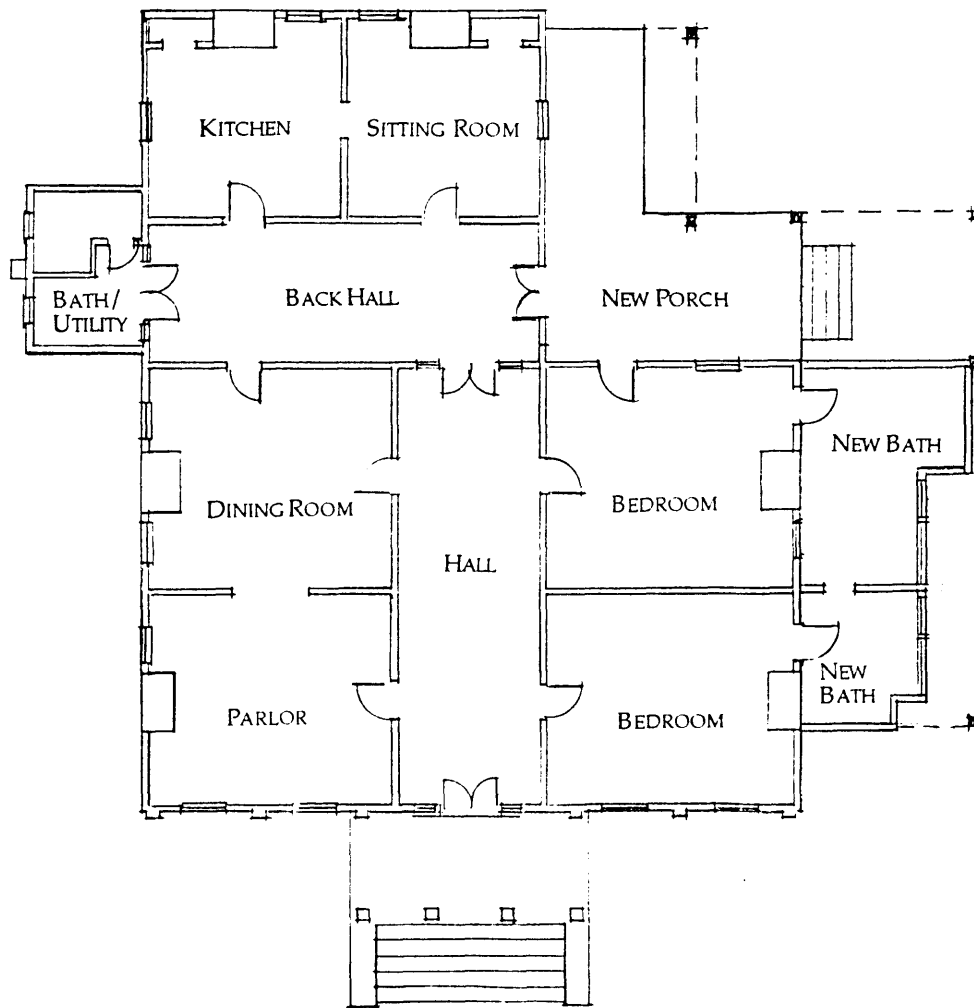 KITCHEN
SITTING ROOM
BATH/
UTILITY
BACK HALL
NEW PORCH
NEW BATH
DINING ROOM
BEDROOM
HALL
NEW
BATH
PARLOR
BEDROOM